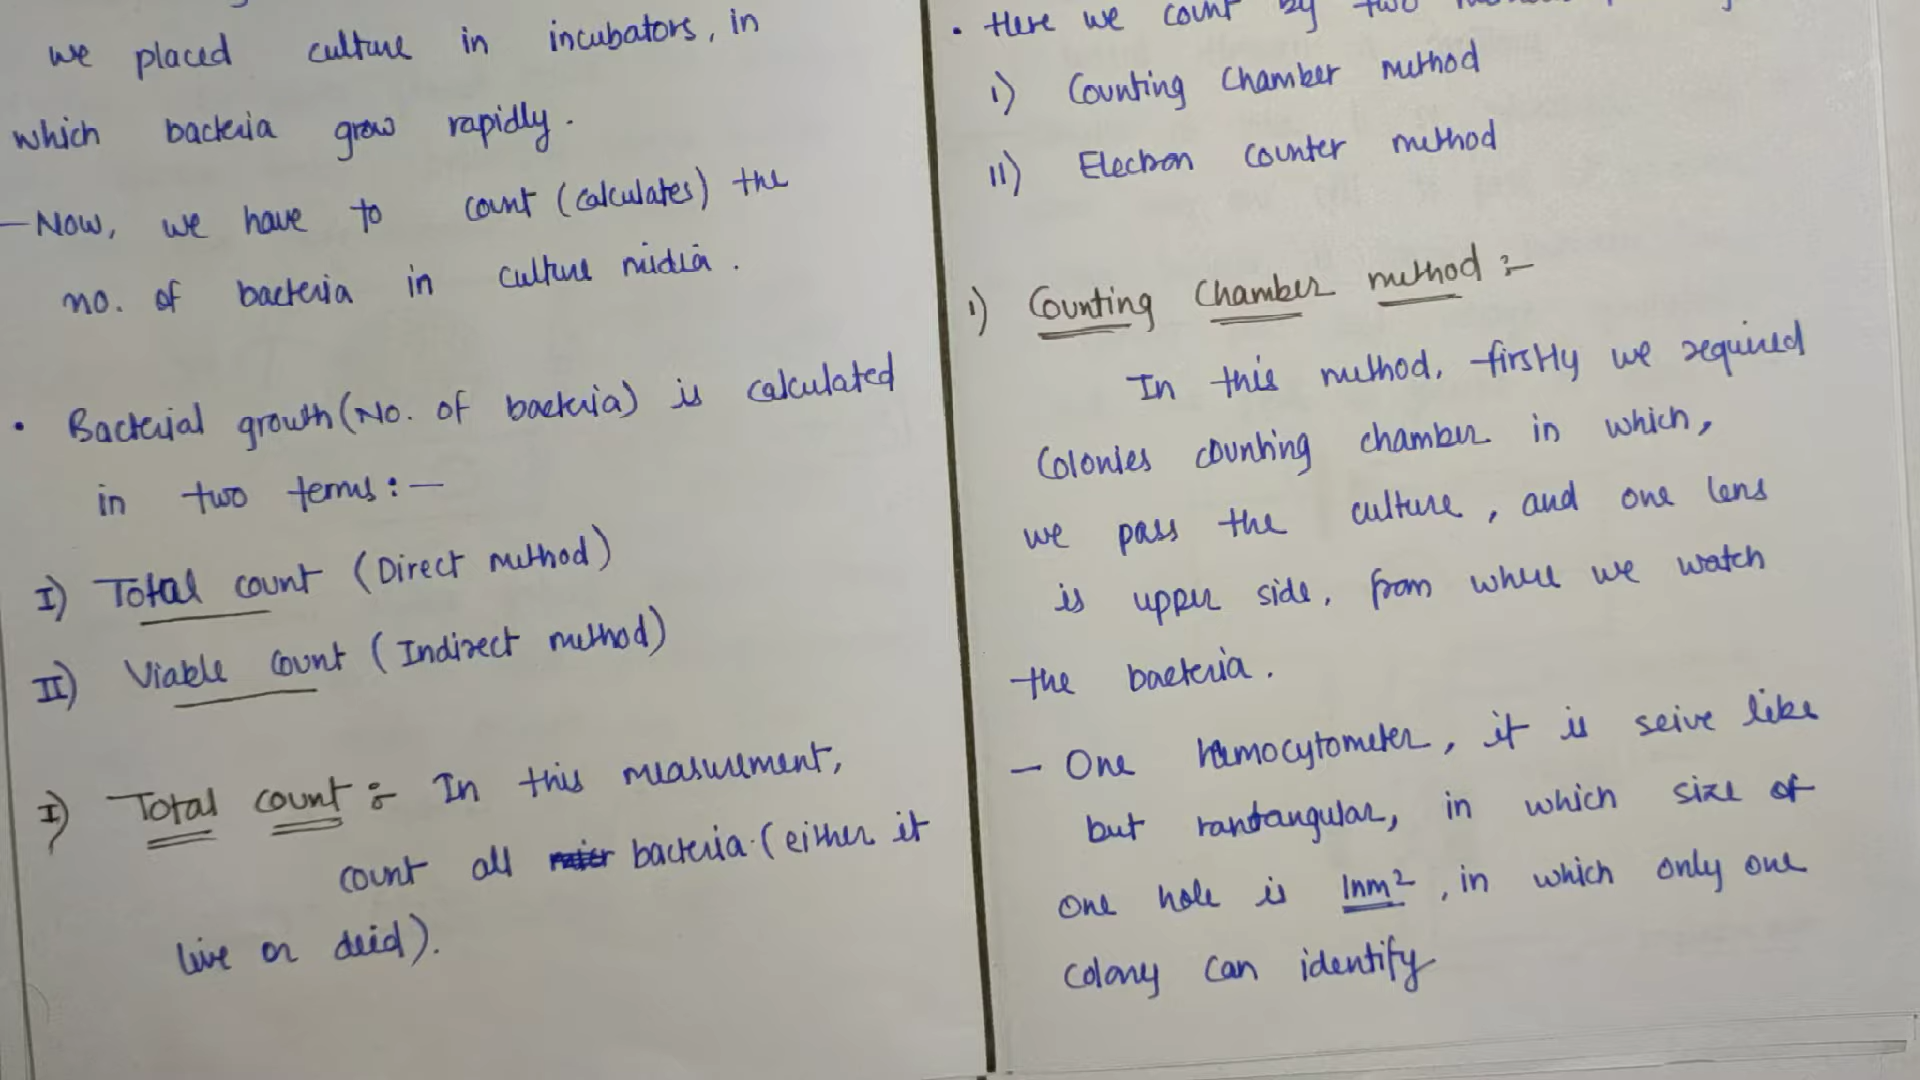 we placed culture in incubators, in
which bacteria grow rapidly.
- Now, we have to count (calculates) the
no. of bacteria in culture midia.
• Bacterial growth (No. of bacteria) is calculated
in two terms :-
I) Total count (Direct method)
II) Viable count (Indirect method)
I) Total count :- In this measurement,
count all bacteria. (either it
live or deid).
• Here we count by two
i) Counting Chamber method
ii) Electron counter method
i) Counting Chamber method :-
In this method, firstly we required
Colonies counting chamber in which,
we pass the culture, and one lens
is upper side, from where we watch
the bacteria.
- One hemocytometer, it is seive like
but rantangular, in which size of
one hole is 1nm², in which only one
colony can identify